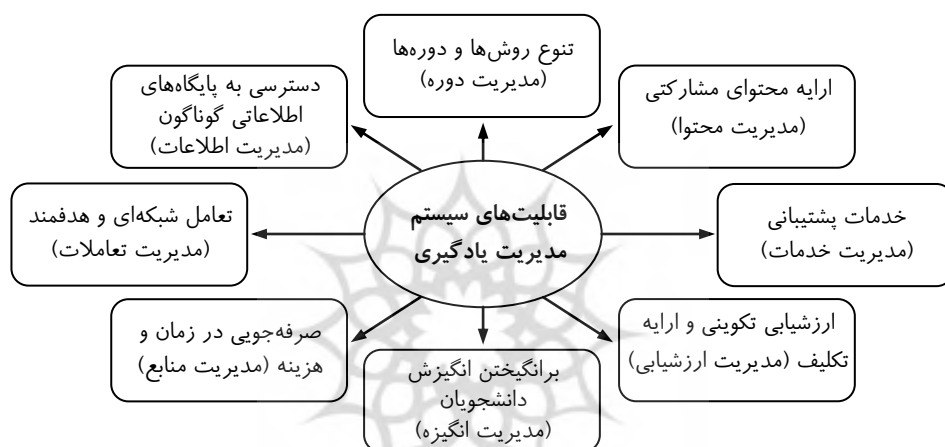 تنوع روش‌ها و دوره‌ها
(مدیریت دوره)
ارایه محتوای مشارکتی
(مدیریت محتوا)
دسترسی به پایگاه‌های
اطلاعاتی گوناگون
(مدیریت اطلاعات)
قابلیت‌های سیستم
مدیریت یادگیری
خدمات پشتیبانی
(مدیریت خدمات)
تعامل شبکه‌ای و هدفمند
(مدیریت تعاملات)
ارزشیابی تکوینی و ارایه
تکلیف (مدیریت ارزشیابی)
صرفه‌جویی در زمان و
هزینه (مدیریت منابع)
برانگیختن انگیزش
دانشجویان
(مدیریت انگیزه)